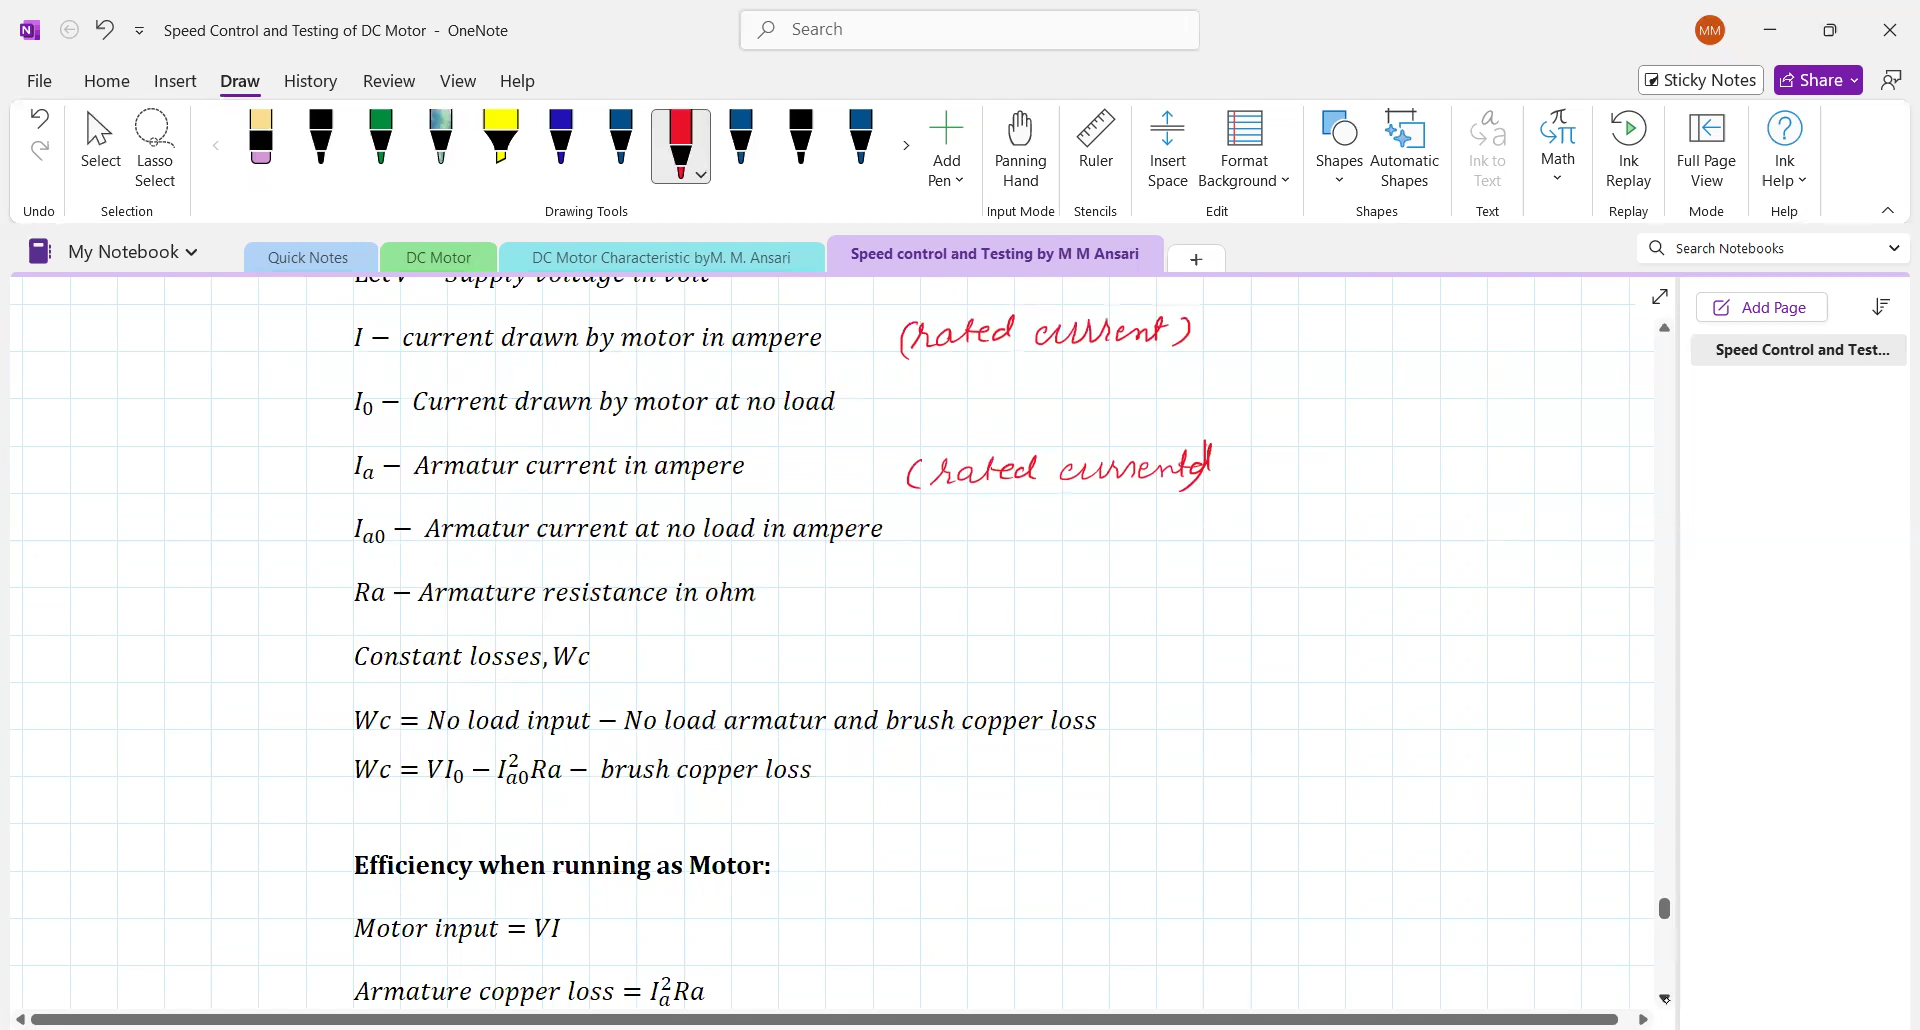 Speed Control and Testing of DC Motor - OneNote
Search
MM
File Home Insert Draw History Review View Help
Sticky Notes Share
Select
Lasso Select
Add Pen
Panning Hand
Ruler
Insert Space
Format Background
Shapes
Automatic Shapes
Ink to Text
Math
Ink Replay
Full Page View
Ink Help
Undo Selection Drawing Tools Input Mode Stencils Edit Shapes Text Replay Mode Help
My Notebook
Quick Notes
DC Motor
DC Motor Characteristic byM. M. Ansari
Speed control and Testing by M M Ansari
Search Notebooks
Add Page
Speed Control and Test...
Let V − Supply voltage in volt
I − current drawn by motor in ampere (rated current)
I₀ − Current drawn by motor at no load
Iₐ − Armatur current in ampere (rated current)
Iₐ₀ − Armatur current at no load in ampere
Ra − Armature resistance in ohm
Constant losses, Wc
Wc = No load input − No load armatur and brush copper loss
Wc = VI₀ − I²ₐ₀Ra − brush copper loss
Efficiency when running as Motor:
Motor input = VI
Armature copper loss = I²ₐRa